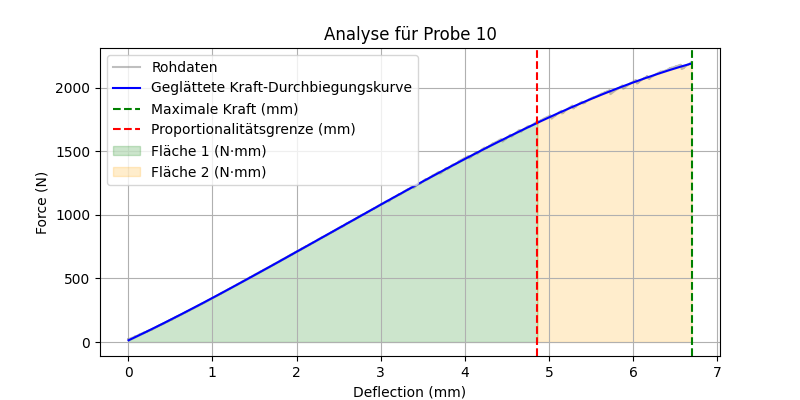 Analyse für Probe 10
Rohdaten
Geglättete Kraft-Durchbiegungskurve
Maximale Kraft (mm)
Proportionalitätsgrenze (mm)
Fläche 1 (N·mm)
Fläche 2 (N·mm)
Force (N)
2000
1500
1000
500
0
0 1 2 3 4 5 6 7
Deflection (mm)